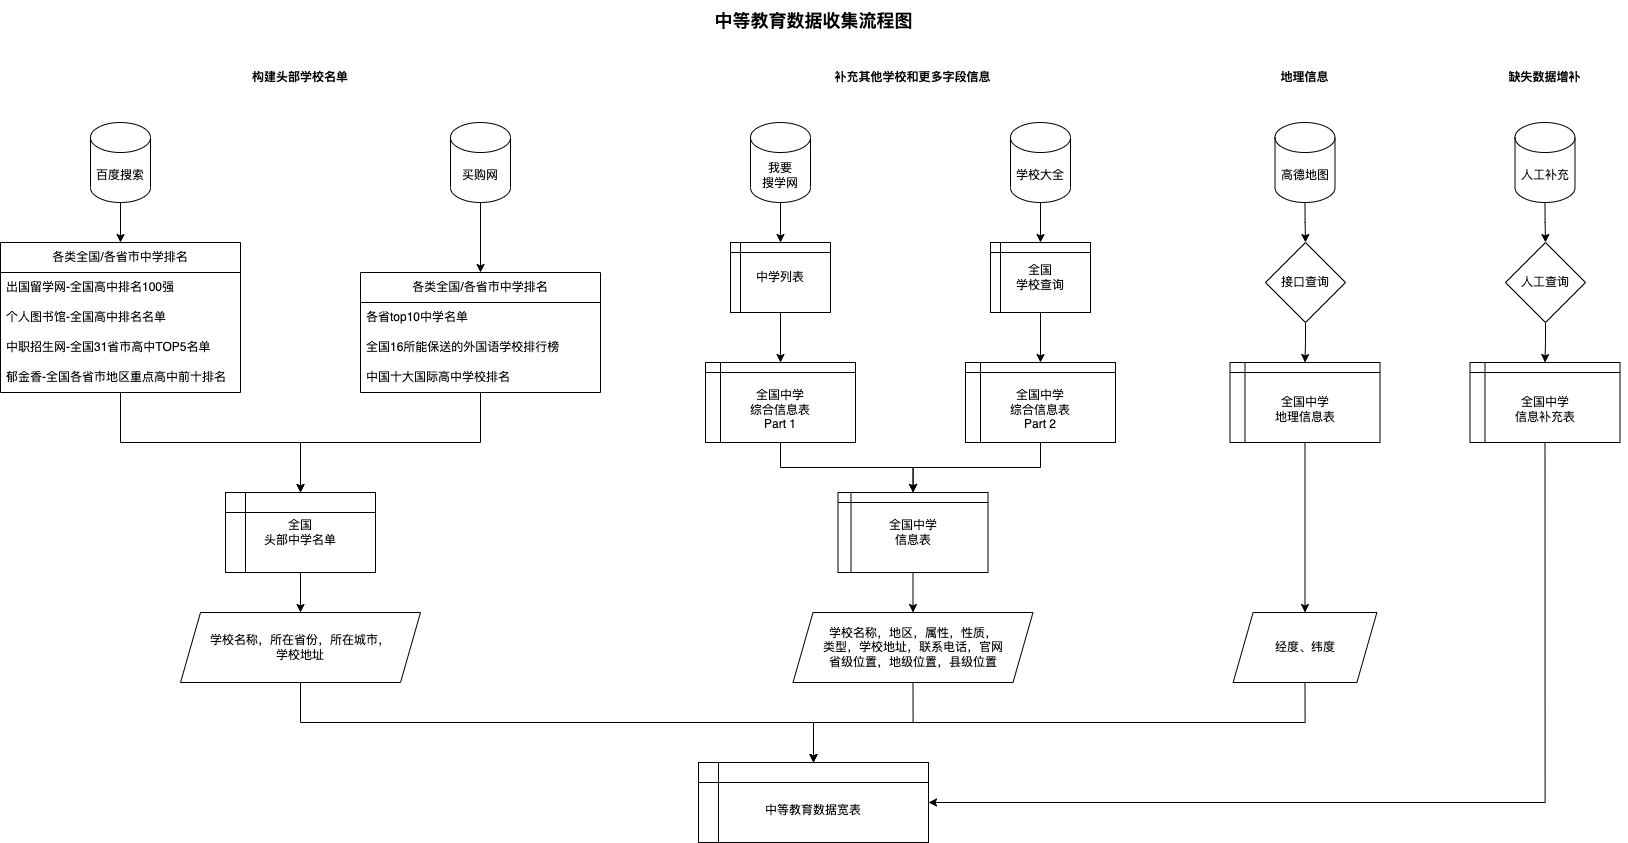 中等教育数据收集流程图
构建头部学校名单
补充其他学校和更多字段信息
地理信息
缺失数据增补
百度搜索
买购网
我要
搜学网
学校大全
高德地图
人工补充
各类全国/各省市中学排名
出国留学网-全国高中排名100强
个人图书馆-全国高中排名名单
中职招生网-全国31省市高中TOP5名单
郁金香-全国各省市地区重点高中前十排名
各类全国/各省市中学排名
各省top10中学名单
全国16所能保送的外国语学校排行榜
中国十大国际高中学校排名
中学列表
全国
学校查询
接口查询
人工查询
全国中学
综合信息表
Part 1
全国中学
综合信息表
Part 2
全国中学
地理信息表
全国中学
信息补充表
全国
头部中学名单
全国中学
信息表
学校名称，所在省份，所在城市，
学校地址
学校名称，地区，属性，性质，
类型，学校地址，联系电话，官网
省级位置，地级位置，县级位置
经度、纬度
中等教育数据宽表